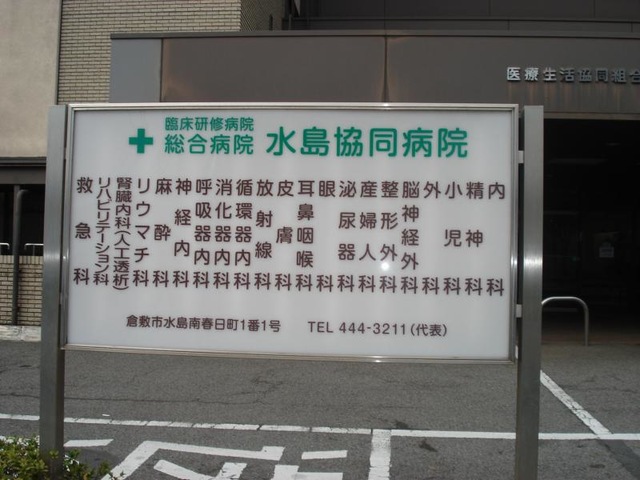 医療生活協同組合
臨床研修病院
総合病院 水島協同病院
内科
精神科
小児科
外科
脳神経外科
整形外科
産婦人科
泌尿器科
眼科
耳鼻咽喉科
皮膚科
放射線科
循環器内科
消化器内科
呼吸器内科
神経内科
麻酔科
リウマチ科
腎臓内科(人工透析)
リハビリテーション科
救急科
倉敷市水島南春日町1番1号 TEL 444-3211(代表)